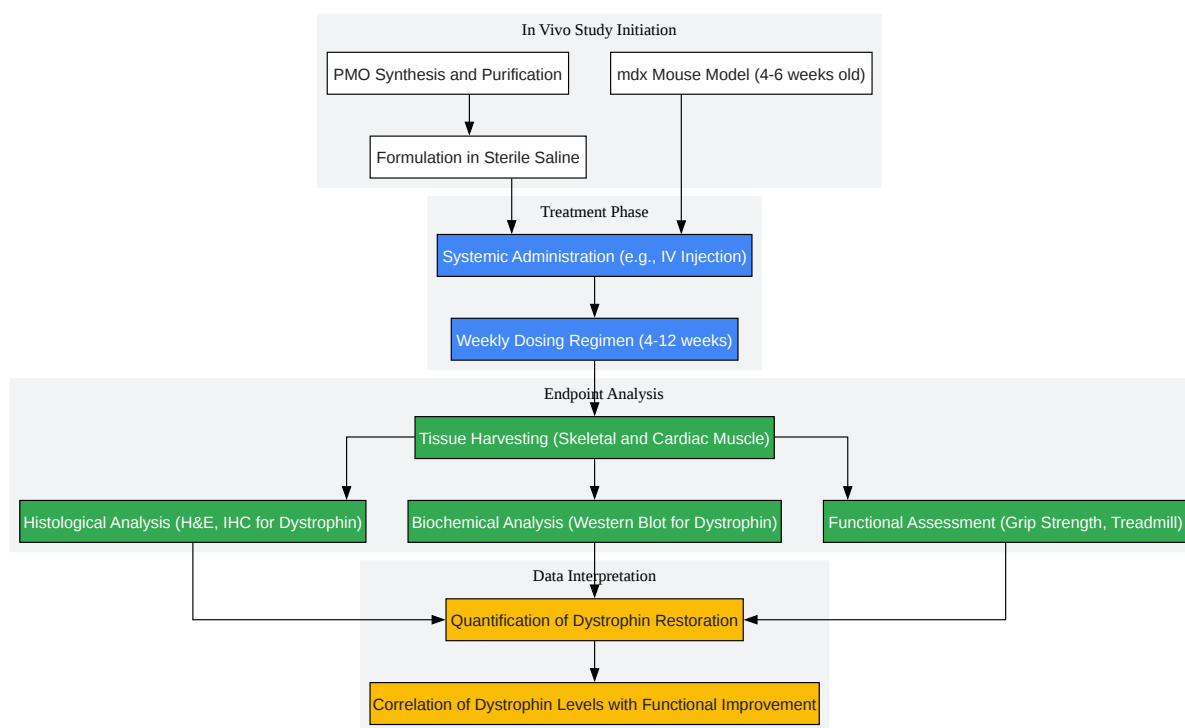 In Vivo Study Initiation
PMO Synthesis and Purification
mdx Mouse Model (4-6 weeks old)
Formulation in Sterile Saline
Treatment Phase
Systemic Administration (e.g., IV Injection)
Weekly Dosing Regimen (4-12 weeks)
Endpoint Analysis
Tissue Harvesting (Skeletal and Cardiac Muscle)
Histological Analysis (H&E, IHC for Dystrophin)
Biochemical Analysis (Western Blot for Dystrophin)
Functional Assessment (Grip Strength, Treadmill)
Data Interpretation
Quantification of Dystrophin Restoration
Correlation of Dystrophin Levels with Functional Improvement